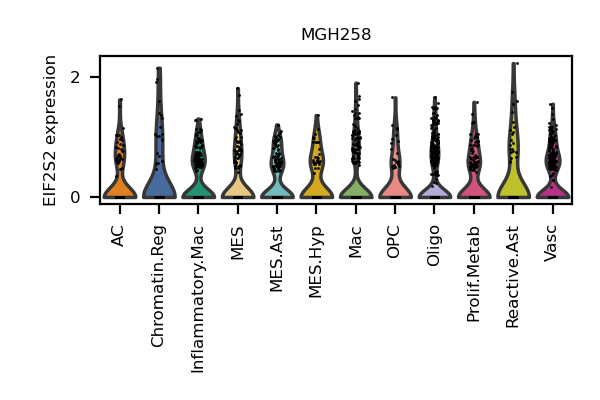 MGH258
EIF2S2 expression
2
0
AC
Chromatin.Reg
Inflammatory.Mac
MES
MES.Ast
MES.Hyp
Mac
OPC
Oligo
Prolif.Metab
Reactive.Ast
Vasc